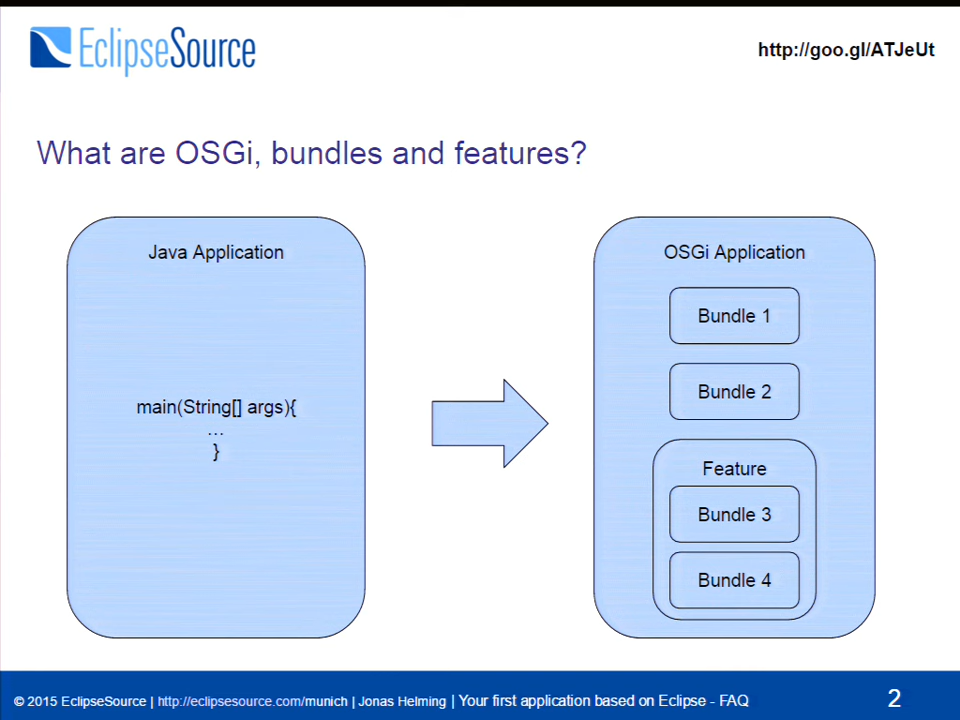 EclipseSource
http://goo.gl/ATJeUt
What are OSGi, bundles and features?
Java Application
main(String[] args){
...
}
OSGi Application
Bundle 1
Bundle 2
Feature
Bundle 3
Bundle 4
© 2015 EclipseSource | http://eclipsesource.com/munich | Jonas Helming | Your first application based on Eclipse - FAQ
2